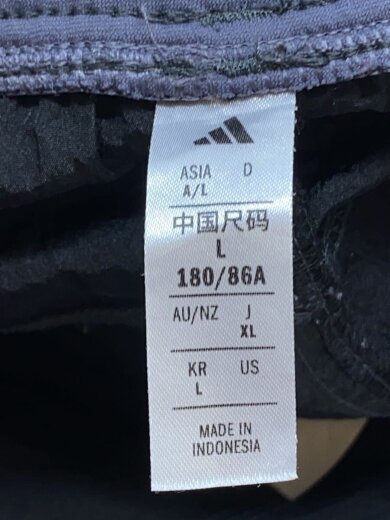 ASIA D
A/L
中国尺码
L
180/86A
AU/NZ J
XL
KR US
L
MADE IN
INDONESIA